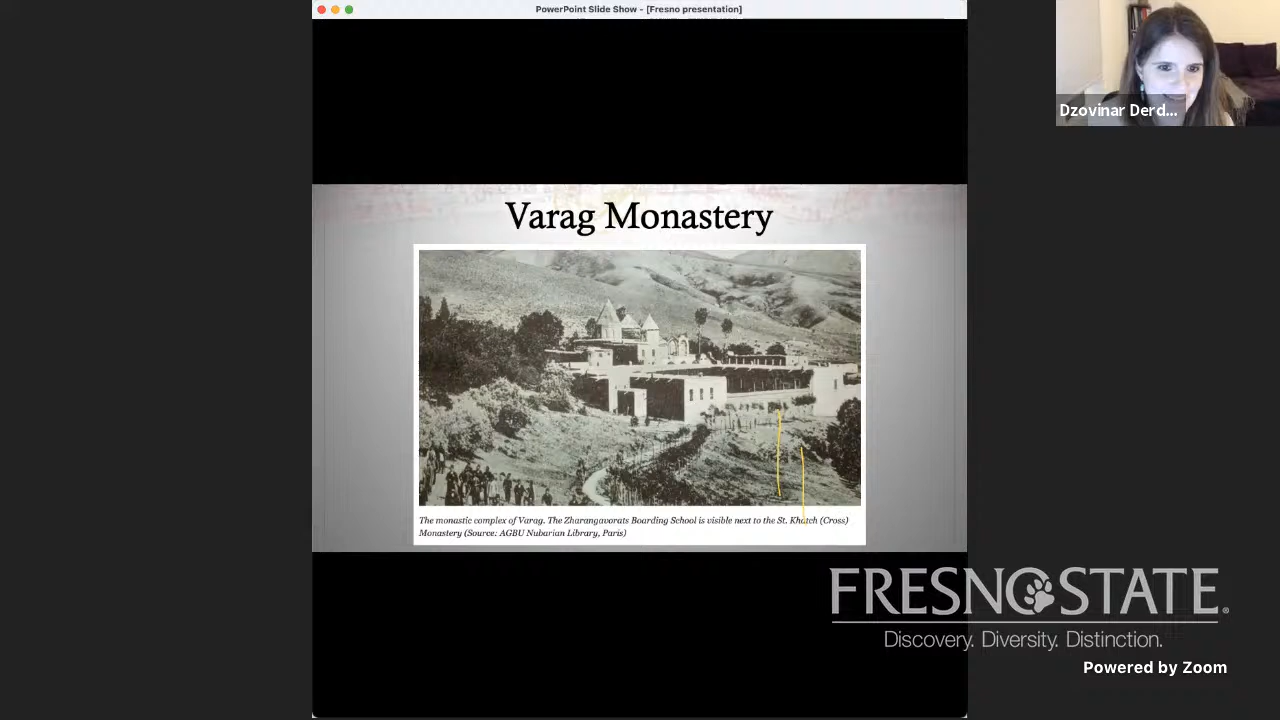 PowerPoint Slide Show - [Fresno presentation]
Dzovinar Derd...
Varag Monastery
The monastic complex of Varag. The Zharangavorats Boarding School is visible next to the St. Khatch (Cross)
Monastery (Source: AGBU Nubarian Library, Paris)
FRESNO STATE.
Discovery. Diversity. Distinction.
Powered by Zoom